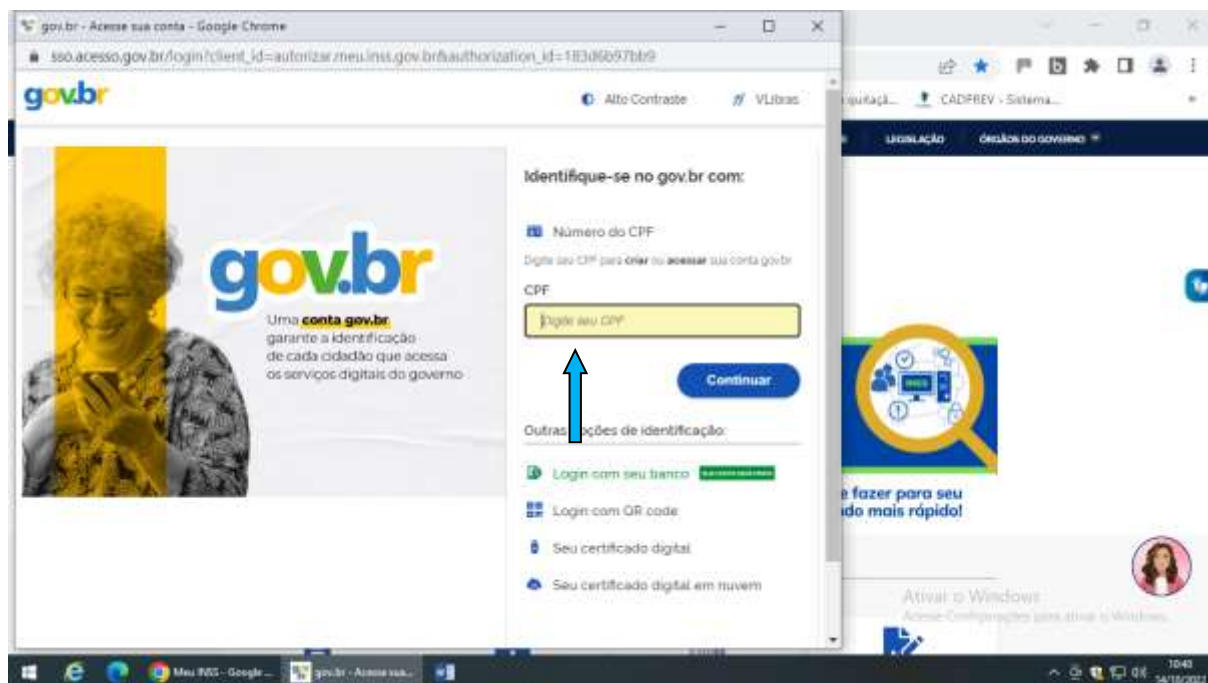 gov.br - Acesse sua conta - Google Chrome
sso.acesso.gov.br/login?client_id=autorizar.meu.inss.gov.br&authorization_id=183d6b97bb9
gov.br
Alto Contraste
VLibras
quitaçã...
CADPREV - Sistema...
LEGISLAÇÃO
ÓRGÃOS DO GOVERNO
gov.br
Uma conta gov.br
garante a identificação
de cada cidadão que acessa
os serviços digitais do governo
Identifique-se no gov.br com:
Número do CPF
Digite seu CPF para criar ou acessar sua conta gov.br
CPF
Digite seu CPF
Continuar
Outras opções de identificação:
Login com seu banco
Login com QR code
Seu certificado digital
Seu certificado digital em nuvem
INSS
e fazer para seu
do mais rápido!
Ativar o Windows
Acesse Configurações para ativar o Windows.
Meu INSS - Google ...
gov.br - Acesse sua...
10:40
14/10/2022